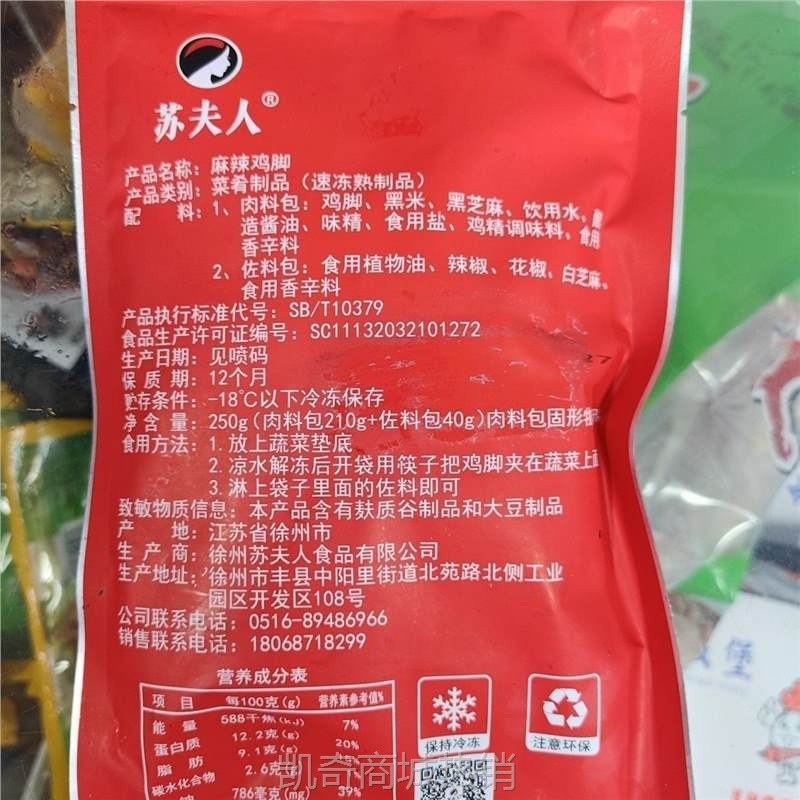 苏夫人®
产品名称：麻辣鸡脚
产品类别：菜肴制品（速冻熟制品）
配 料：1、肉料包：鸡脚、黑米、黑芝麻、饮用水、酿
造酱油、味精、食用盐、鸡精调味料、食用
香辛料
2、佐料包：食用植物油、辣椒、花椒、白芝麻、
食用香辛料
产品执行标准代号：SB/T10379
食品生产许可证编号：SC11132032101272
生产日期：见喷码
27
保 质 期：12个月
贮存条件：-18℃以下冷冻保存
净 含 量：250g(肉料包210g+佐料包40g)肉料包固形物
食用方法：1.放上蔬菜垫底
2.凉水解冻后开袋用筷子把鸡脚夹在蔬菜上面
3.淋上袋子里面的佐料即可
致敏物质信息：本产品含有麸质谷制品和大豆制品
产 地：江苏省徐州市
生 产 商：徐州苏夫人食品有限公司
生产地址：徐州市丰县中阳里街道北苑路北侧工业
园区开发区108号
公司联系电话：0516-89486966
销售联系电话：18068718299
营养成分表
项 目 每100克(g) 营养素参考值%
能 量 588千焦(kJ) 7%
蛋白质 12.2克(g) 20%
脂 肪 9.1克(g)
碳水化合物 2.6克(g)
钠 786毫克(mg) 39%
保持冷冻
注意环保
堡
凯奇商城 销